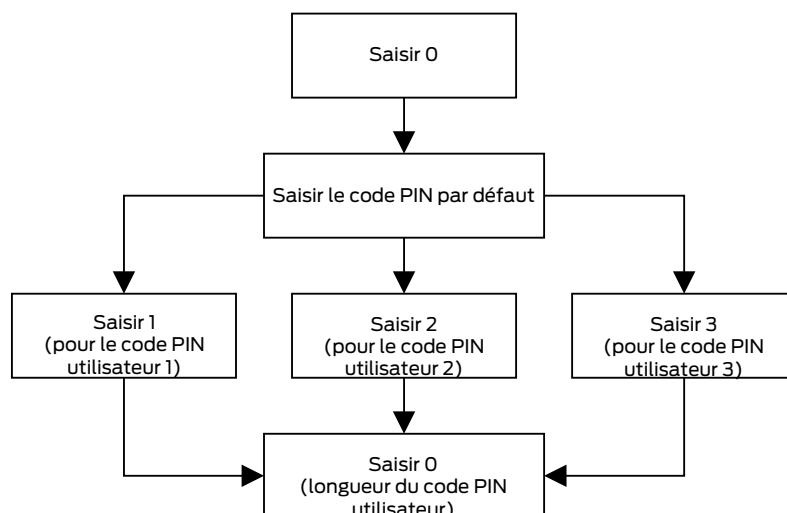 Saisir 0
Saisir le code PIN par défaut
Saisir 1
(pour le code PIN
utilisateur 1)
Saisir 2
(pour le code PIN
utilisateur 2)
Saisir 3
(pour le code PIN
utilisateur 3)
Saisir 0
(longueur du code PIN
utilisateur)